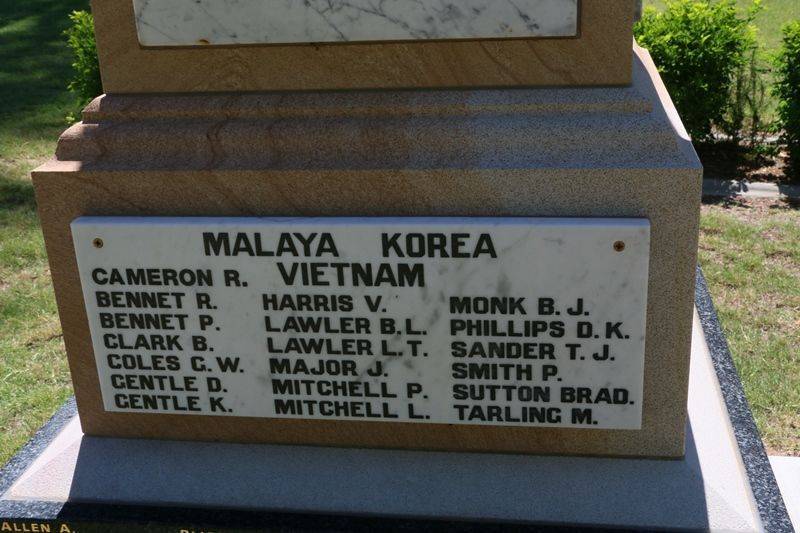 MALAYA KOREA
CAMERON R. VIETNAM
BENNET R. HARRIS V. MONK B. J.
BENNET P. LAWLER B.L. PHILLIPS D.K.
CLARK B. LAWLER L.T. SANDER T. J.
COLES G.W. MAJOR J. SMITH P.
GENTLE D. MITCHELL P. SUTTON BRAD.
GENTLE K. MITCHELL L. TARLING M.
ALLEN A.